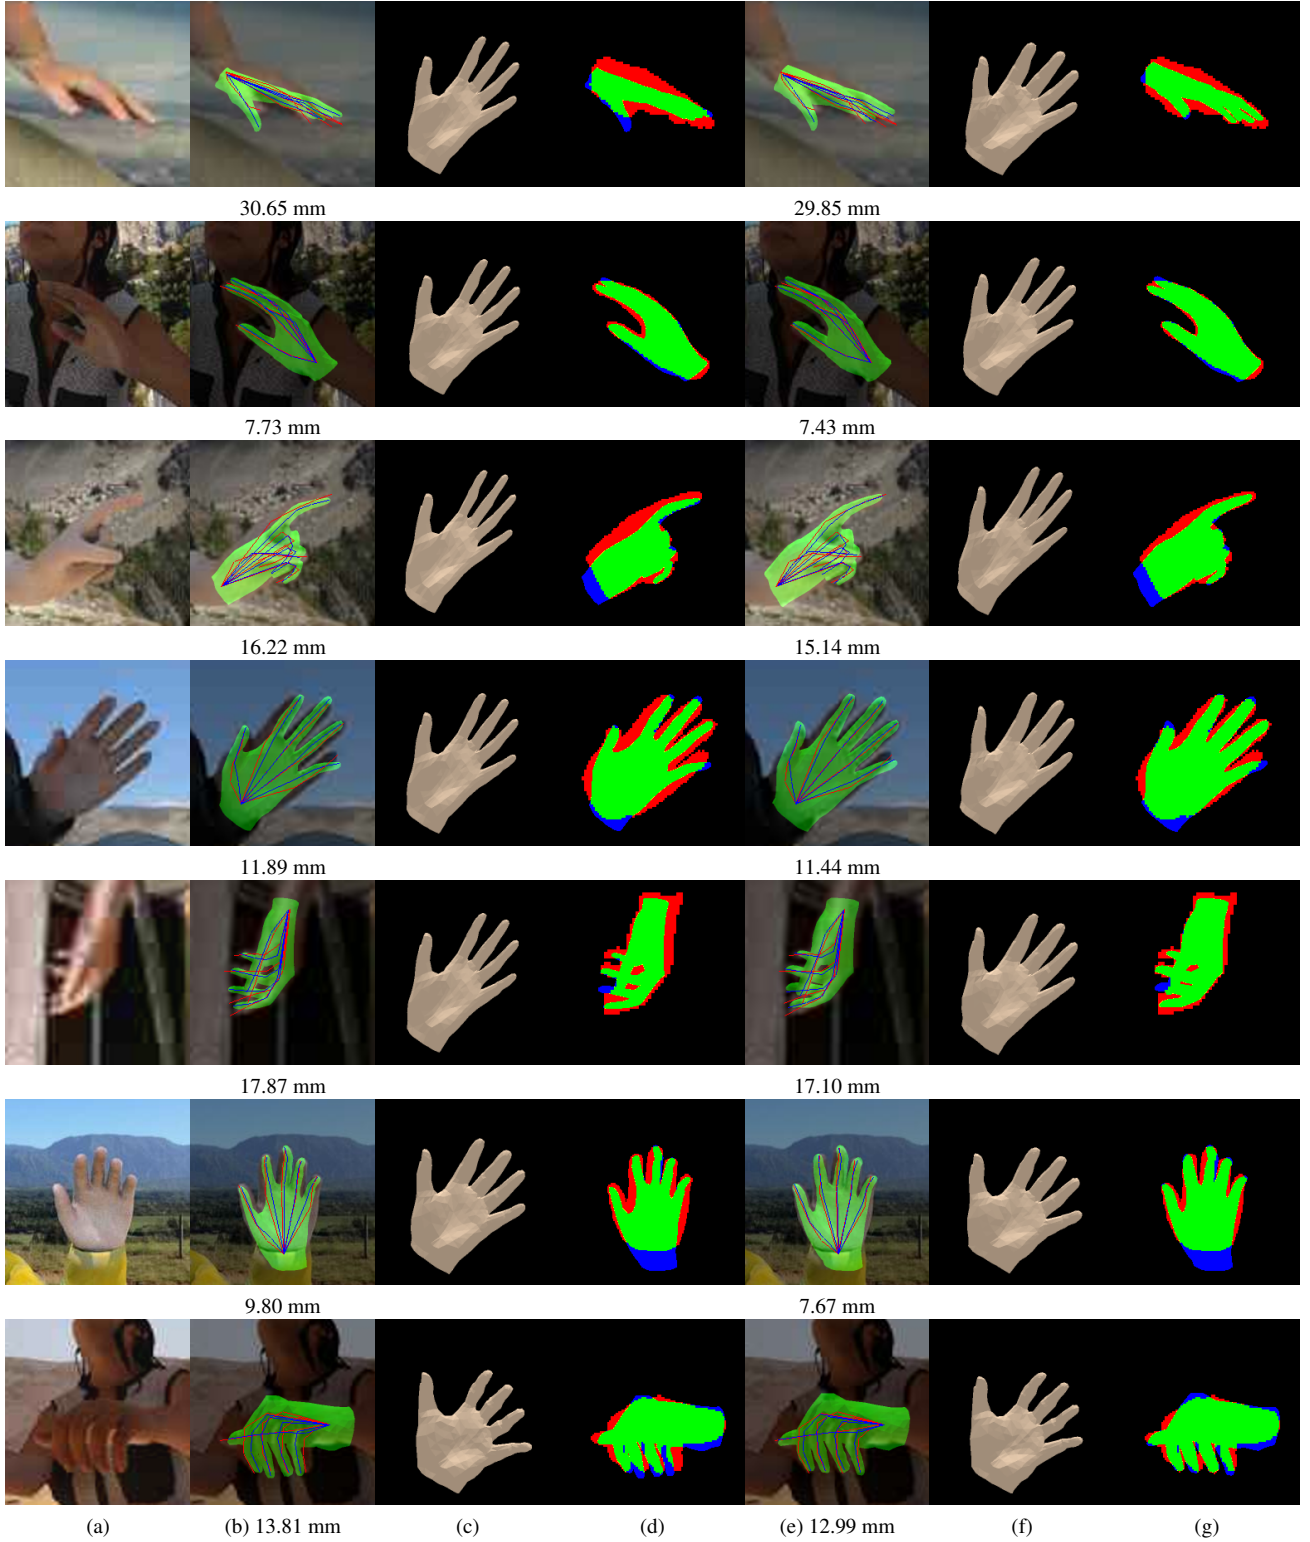 30.65 mm 29.85 mm
7.73 mm 7.43 mm
16.22 mm 15.14 mm
11.89 mm 11.44 mm
17.87 mm 17.10 mm
9.80 mm 7.67 mm
(a) (b) 13.81 mm (c) (d) (e) 12.99 mm (f) (g)